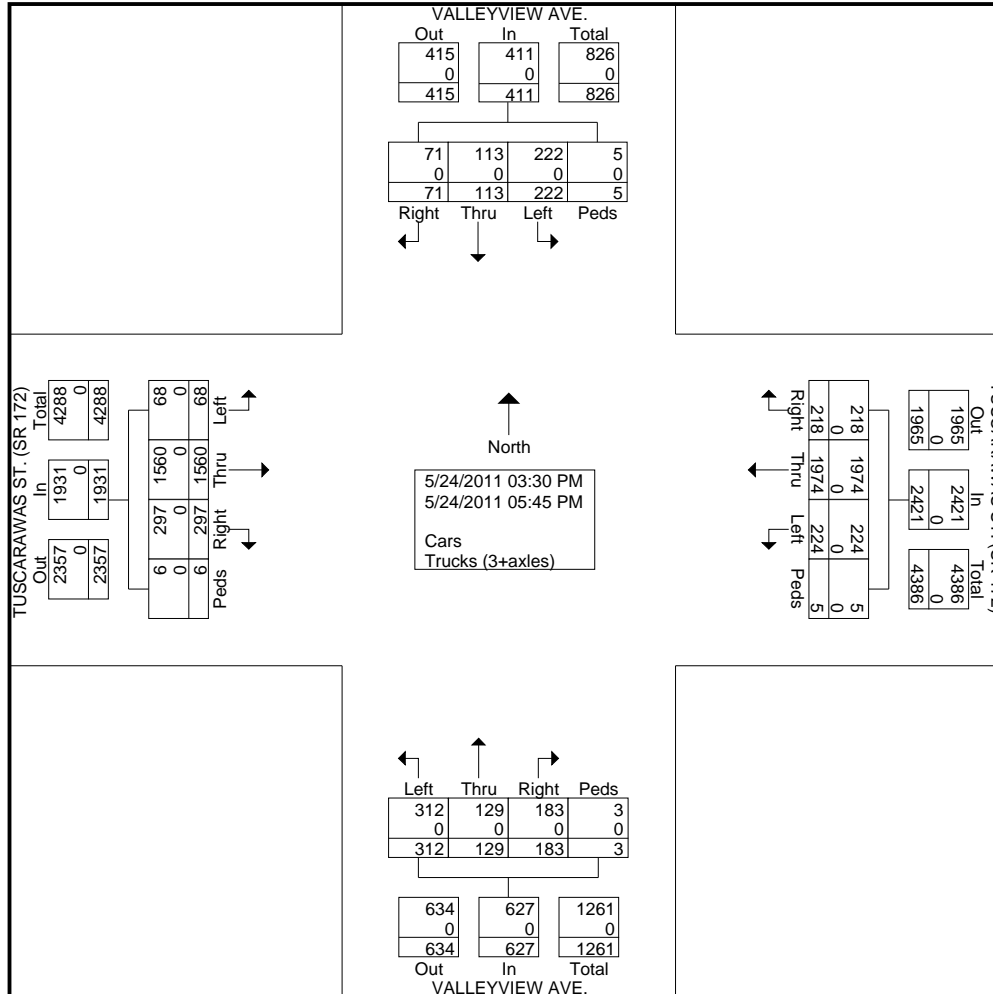 VALLEYVIEW AVE.
Out In Total
415 411 826
0 0 0
415 411 826
71 113 222 5
0 0 0 0
71 113 222 5
Right Thru Left Peds
TUSCARAWAS ST. (SR 172)
Total In Out
4288 1931 2357
0 0 0
4288 1931 2357
68 1560 297 6
0 0 0 0
68 1560 297 6
Left Thru Right Peds
North
5/24/2011 03:30 PM
5/24/2011 05:45 PM
Cars
Trucks (3+axles)
Right Thru Left Peds
218 1974 224 5
0 0 0 0
218 1974 224 5
1965 2421 4386
0 0 0
1965 2421 4386
Out In Total
Left Thru Right Peds
312 129 183 3
0 0 0 0
312 129 183 3
634 627 1261
0 0 0
634 627 1261
Out In Total
VALLEYVIEW AVE.